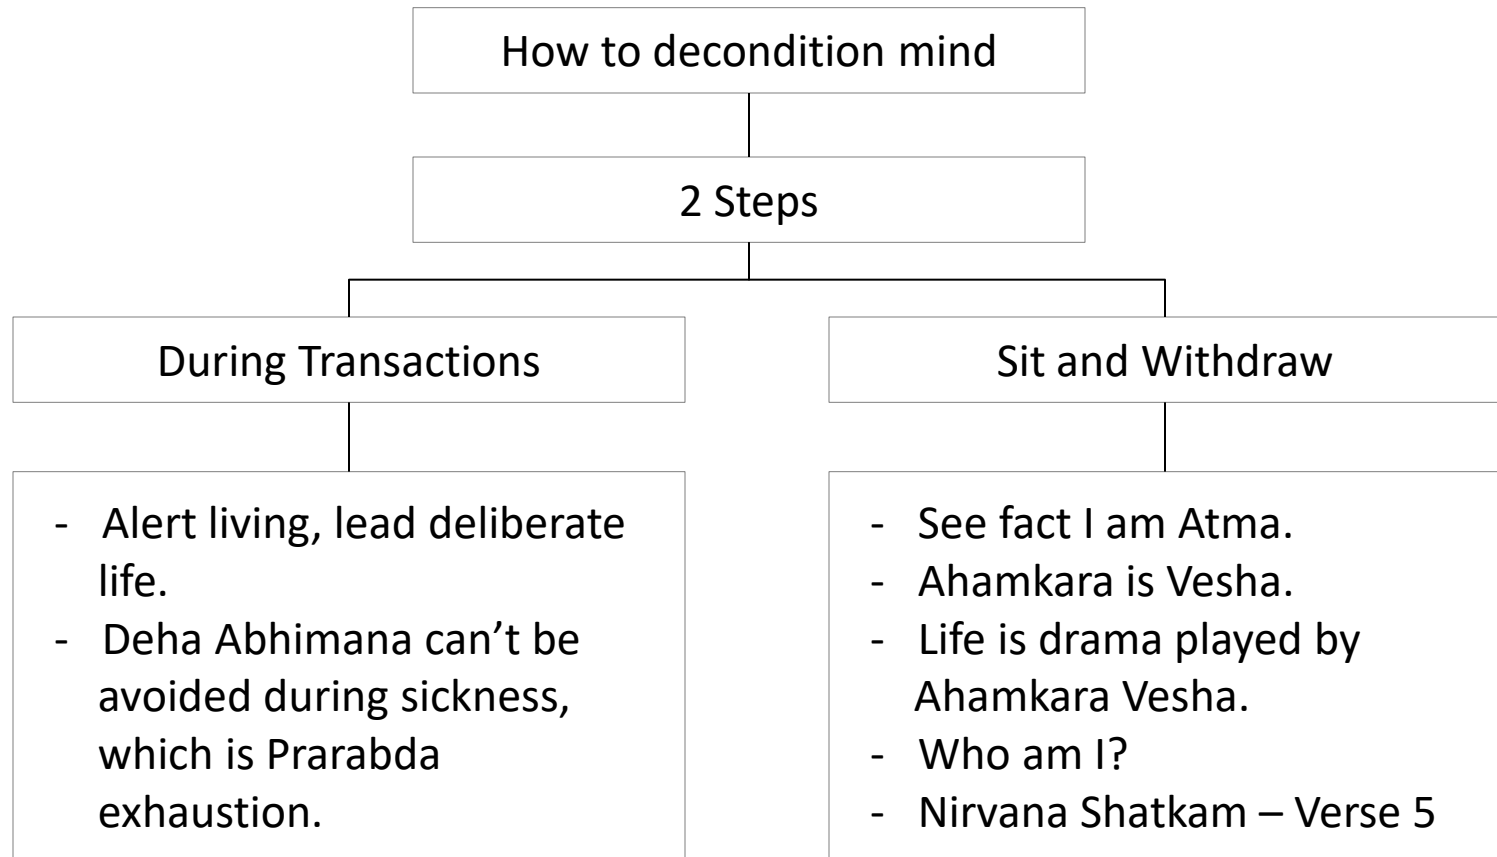 How to decondition mind
2 Steps
During Transactions
Sit and Withdraw
- Alert living, lead deliberate
life.
- Deha Abhimana can’t be
avoided during sickness,
which is Prarabda
exhaustion.
- See fact I am Atma.
- Ahamkara is Vesha.
- Life is drama played by
Ahamkara Vesha.
- Who am I?
- Nirvana Shatkam – Verse 5